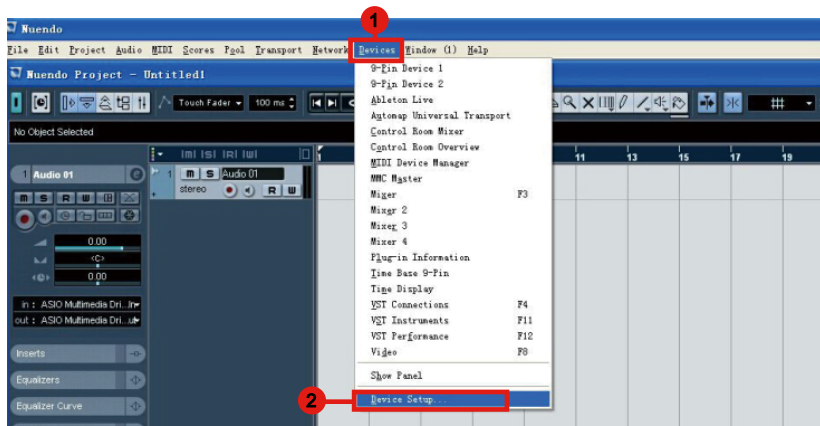 1
Nuendo
File Edit Project Audio MIDI Scores Pool Transport Network Devices Window (1) Help
Nuendo Project - Untitled1
Touch Fader 100 ms
No Object Selected
9-Pin Device 1
9-Pin Device 2
Ableton Live
Automap Universal Transport
Control Room Mixer
Control Room Overview
MIDI Device Manager
MMC Master
Mixer F3
Mixer 2
Mixer 3
Mixer 4
Plug-in Information
Time Base 9-Pin
Time Display
VST Connections F4
VST Instruments F11
VST Performance F12
Video F8
Show Panel
2
Device Setup...
1 11 13 15 17 19
1 Audio 01
M S R W
0.00
<C>
0.00
in : ASIO Multimedia Dri...In
out : ASIO Multimedia Dri...ut
Inserts
Equalizers
Equalizer Curve
1 m S Audio 01
stereo R W